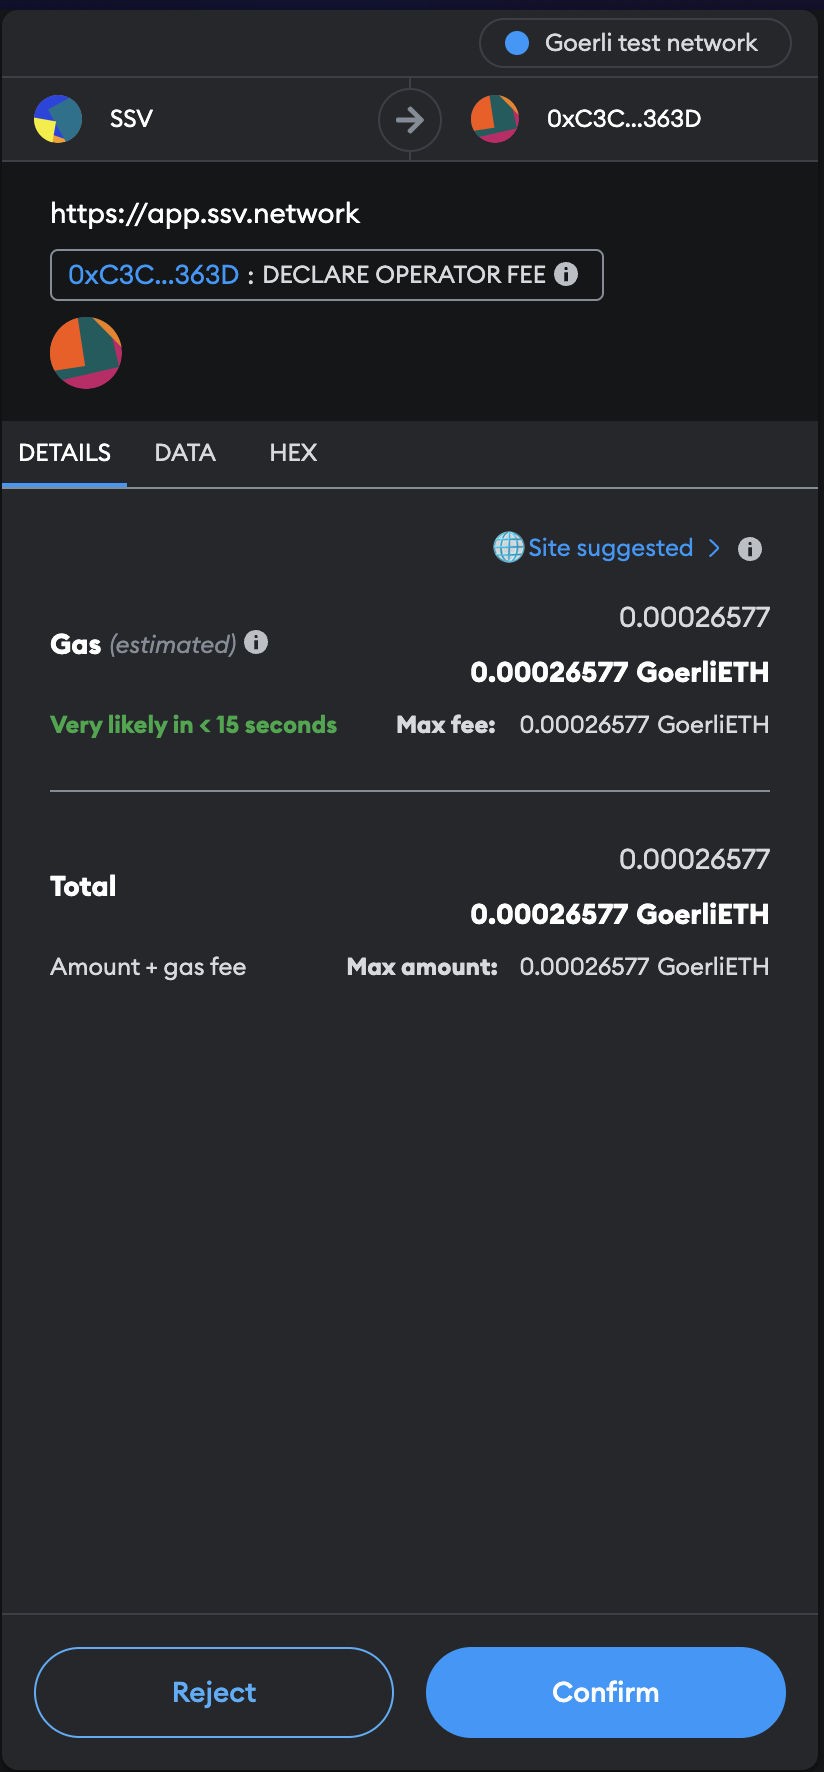 Goerli test network
SSV
0xC3C...363D
https://app.ssv.network
0xC3C...363D : DECLARE OPERATOR FEE
DETAILS DATA HEX
Site suggested >
0.00026577
Gas (estimated)
0.00026577 GoerliETH
Very likely in < 15 seconds Max fee: 0.00026577 GoerliETH
0.00026577
Total
0.00026577 GoerliETH
Amount + gas fee Max amount: 0.00026577 GoerliETH
Reject Confirm